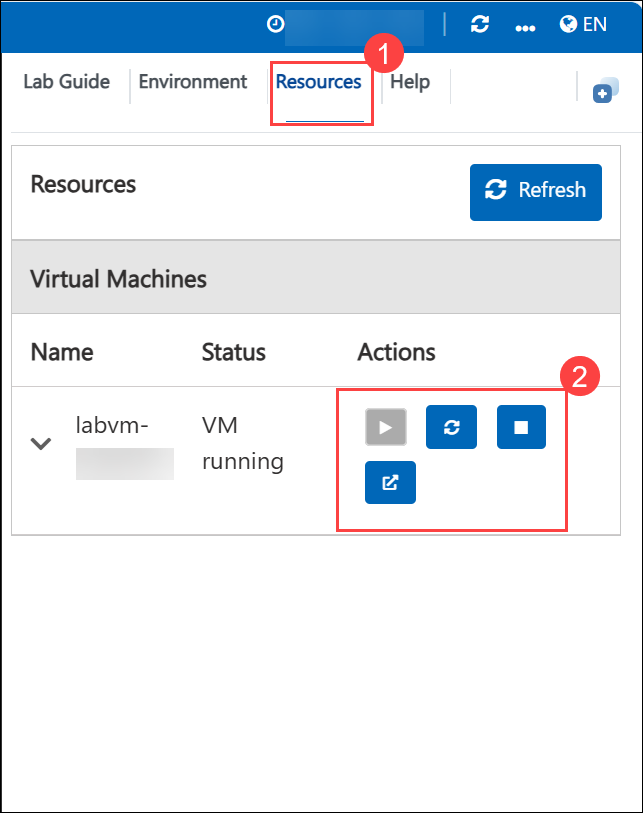 EN
1
Lab Guide Environment Resources Help
Resources
Refresh
Virtual Machines
Name Status Actions
2
labvm- VM
running